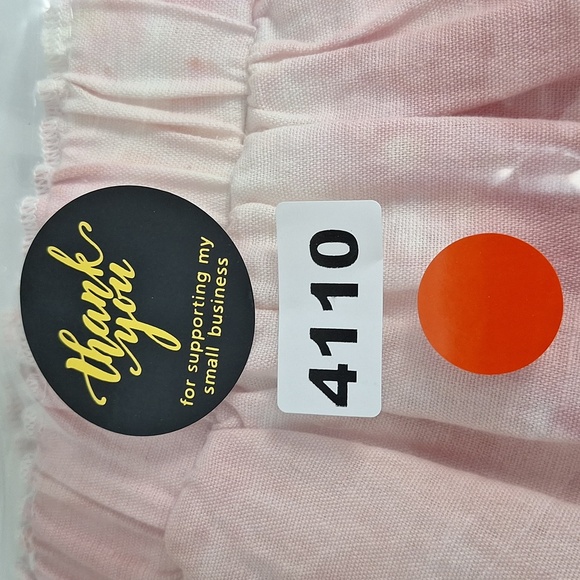 thank
you
for supporting my
small business
4110